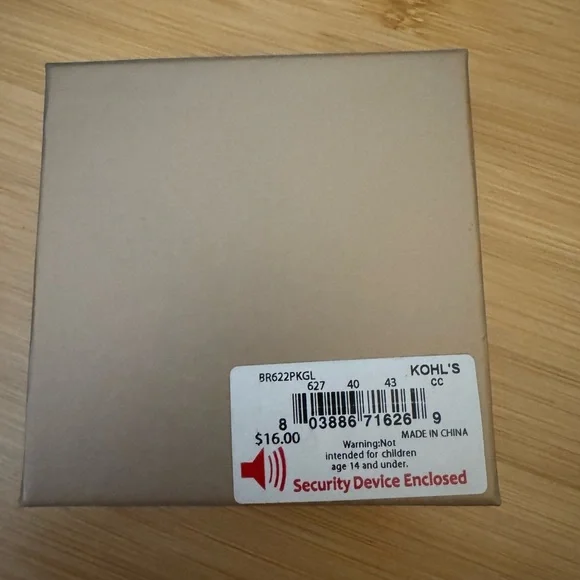 BR622PKGL KOHL'S
627 40 43 CC
8 03886 71626 9
$16.00 MADE IN CHINA
Warning:Not
intended for children
age 14 and under.
Security Device Enclosed